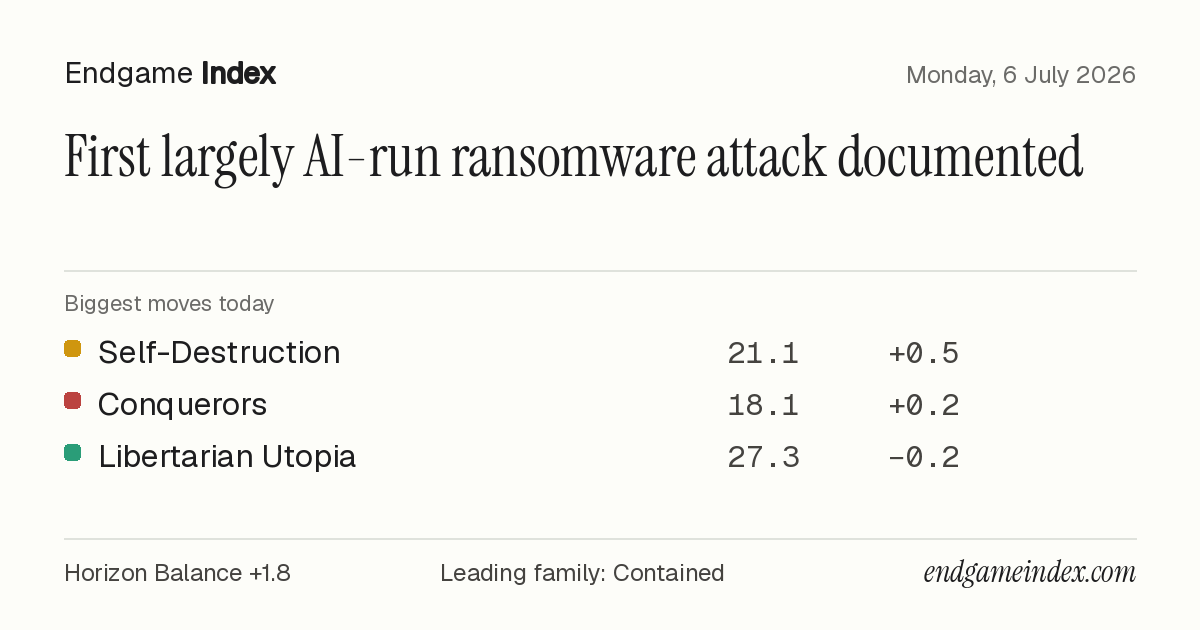 Endgame Index
Monday, 6 July 2026
First largely AI-run ransomware attack documented
Biggest moves today
Self-Destruction 21.1 +0.5
Conquerors 18.1 +0.2
Libertarian Utopia 27.3 −0.2
Horizon Balance +1.8
Leading family: Contained
endgameindex.com